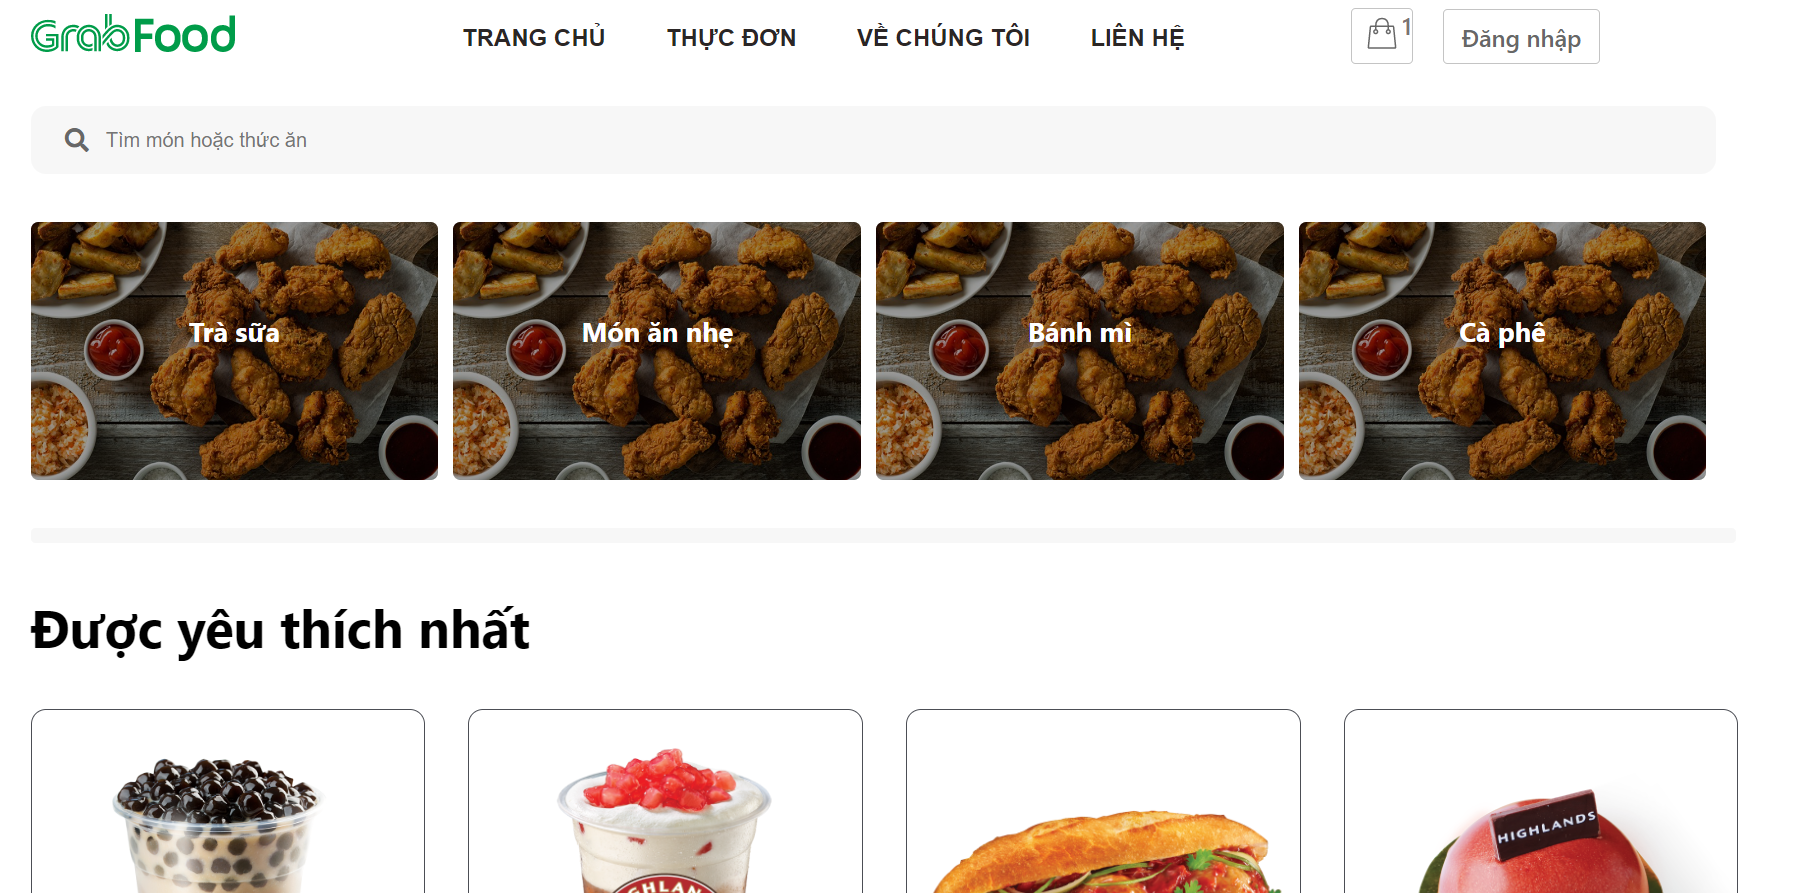 GrabFood
TRANG CHỦ THỰC ĐƠN VỀ CHÚNG TÔI LIÊN HỆ
1
Đăng nhập
Tìm món hoặc thức ăn
Trà sữa
Món ăn nhẹ
Bánh mì
Cà phê
Được yêu thích nhất
HIGHLANDS